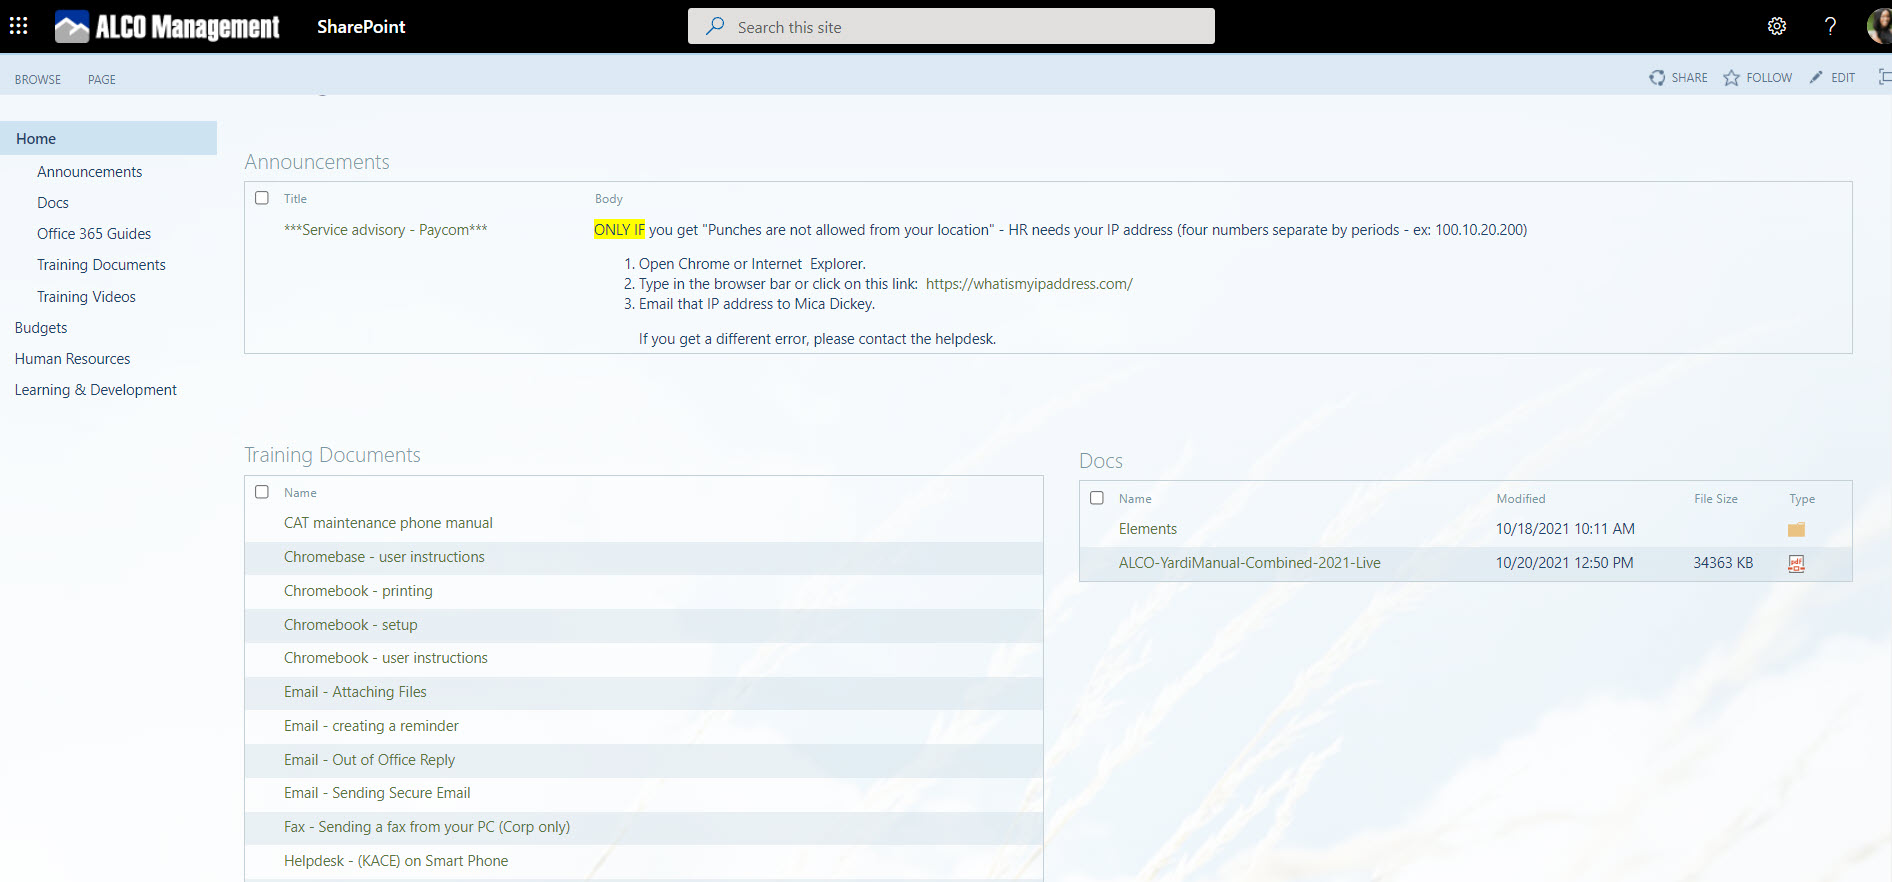 ALCO Management
SharePoint
Search this site
?
BROWSE
PAGE
SHARE
FOLLOW
EDIT
Home
Announcements
Docs
Office 365 Guides
Training Documents
Training Videos
Budgets
Human Resources
Learning & Development
Announcements
Title
Body
***Service advisory - Paycom***
ONLY IF you get "Punches are not allowed from your location" - HR needs your IP address (four numbers separate by periods - ex: 100.10.20.200)
1. Open Chrome or Internet  Explorer.
2. Type in the browser bar or click on this link:  https://whatismyipaddress.com/
3. Email that IP address to Mica Dickey.
If you get a different error, please contact the helpdesk.
Training Documents
Name
CAT maintenance phone manual
Chromebase - user instructions
Chromebook - printing
Chromebook - setup
Chromebook - user instructions
Email - Attaching Files
Email - creating a reminder
Email - Out of Office Reply
Email - Sending Secure Email
Fax - Sending a fax from your PC (Corp only)
Helpdesk - (KACE) on Smart Phone
Docs
Name
Modified
File Size
Type
Elements
10/18/2021 10:11 AM
ALCO-YardiManual-Combined-2021-Live
10/20/2021 12:50 PM
34363 KB
pdf